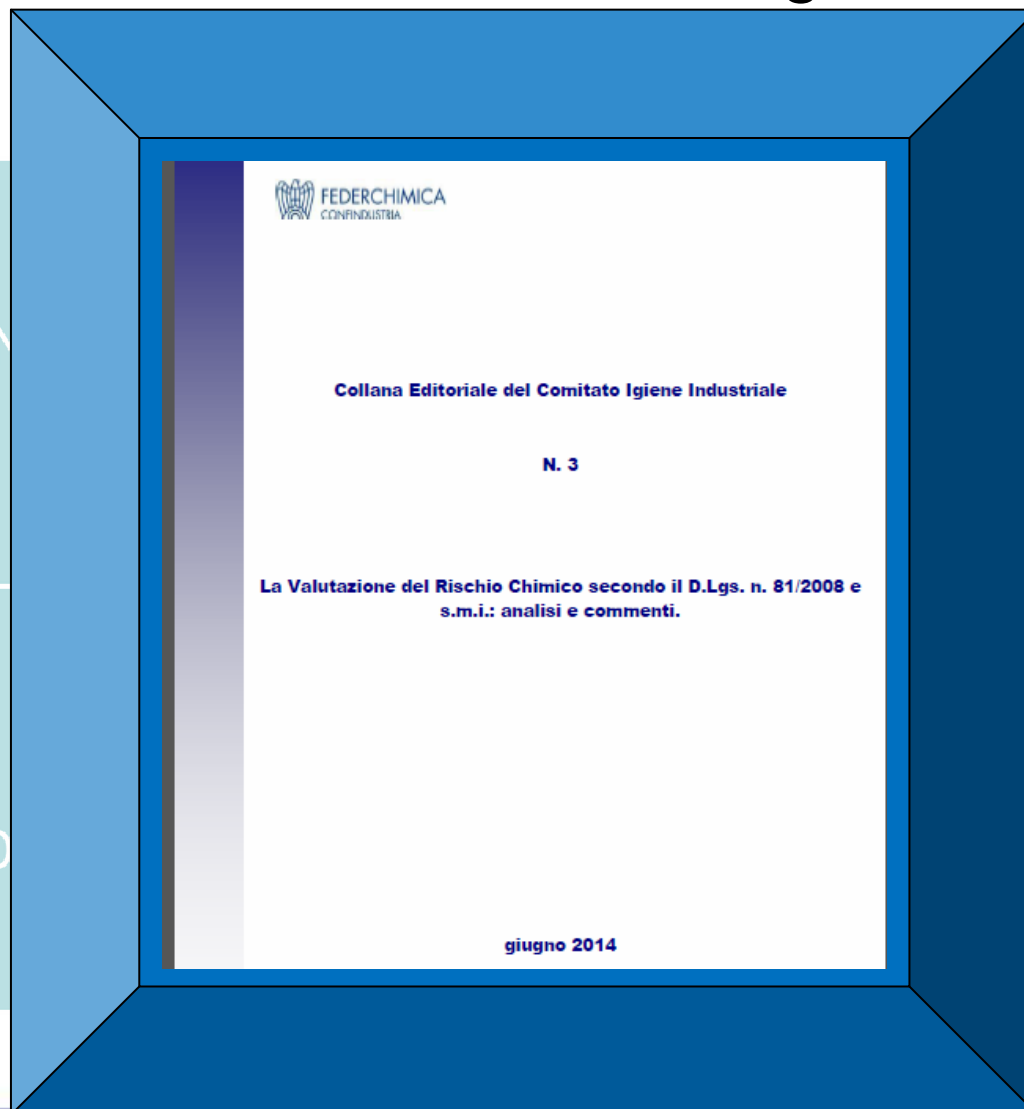 FEDERCHIMICA
CONFINDUSTRIA
Collana Editoriale del Comitato Igiene Industriale
N. 3
La Valutazione del Rischio Chimico secondo il D.Lgs. n. 81/2008 e
s.m.i.: analisi e commenti.
giugno 2014